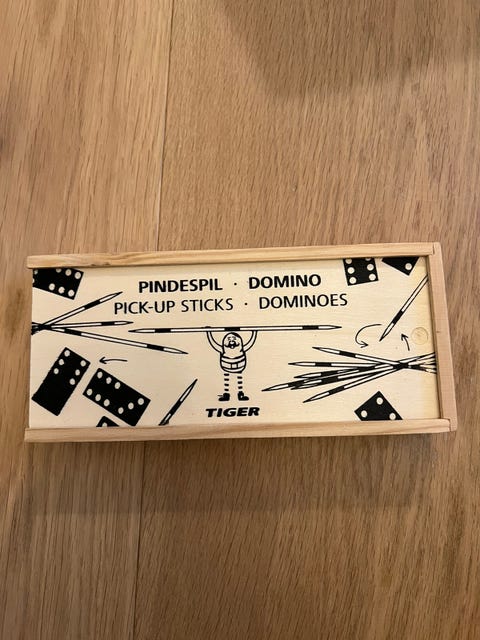 PINDESPIL · DOMINO
PICK-UP STICKS · DOMINOES
TIGER